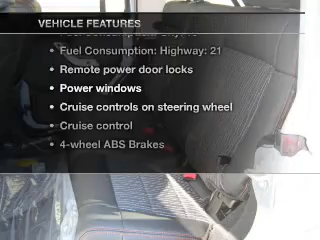 VEHICLE FEATURES
• Fuel Consumption: Highway: 21
• Remote power door locks
• Power windows
• Cruise controls on steering wheel
• Cruise control
• 4-wheel ABS Brakes